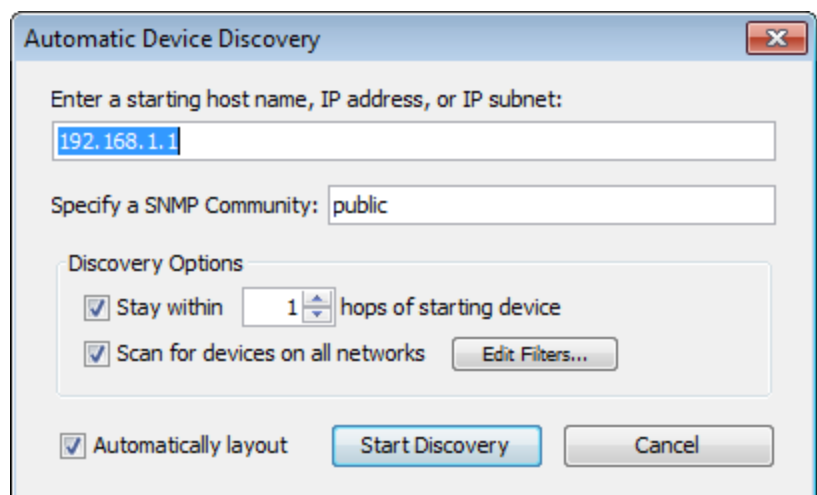 Automatic Device Discovery
Enter a starting host name, IP address, or IP subnet:
192.168.1.1
Specify a SNMP Community: public
Discovery Options
Stay within 1 hops of starting device
Scan for devices on all networks Edit Filters...
Automatically layout Start Discovery Cancel